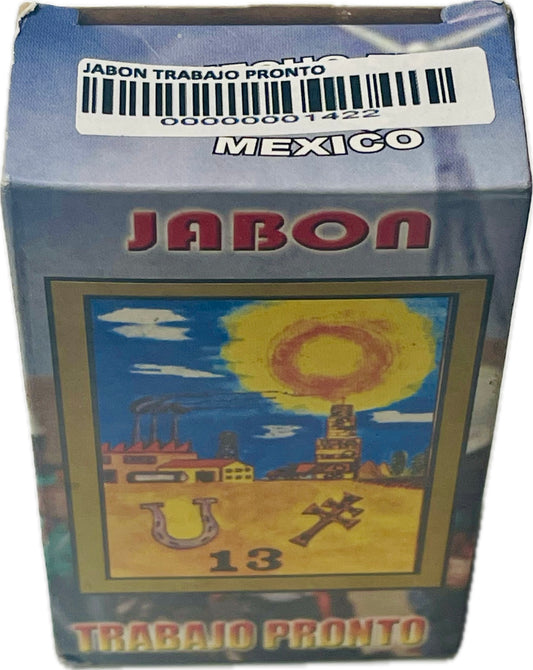 JABON TRABAJO PRONTO
00000001422
MEXICO
JABON
13
TRABAJO PRONTO